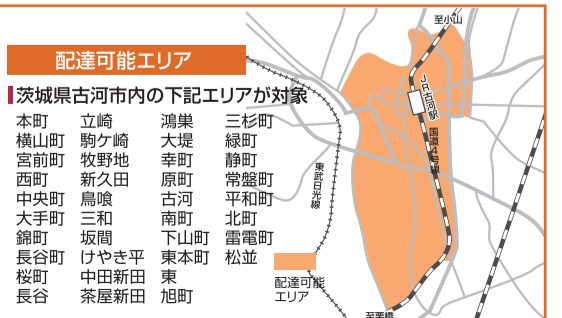 配達可能エリア
茨城県古河市内の下記エリアが対象
本町 立崎 鴻巣 三杉町
横山町 駒ケ崎 大堤 緑町
宮前町 牧野地 幸町 静町
西町 新久田 原町 常盤町
中央町 鳥喰 古河 平和町
大手町 三和 南町 北町
錦町 坂間 下山町 雷電町
長谷町 けやき平 東本町 松並
桜町 中田新田 東
長谷 茶屋新田 旭町
至小山
JR古河駅
国道4号線
東武日光線
配達可能
エリア
至栗橋